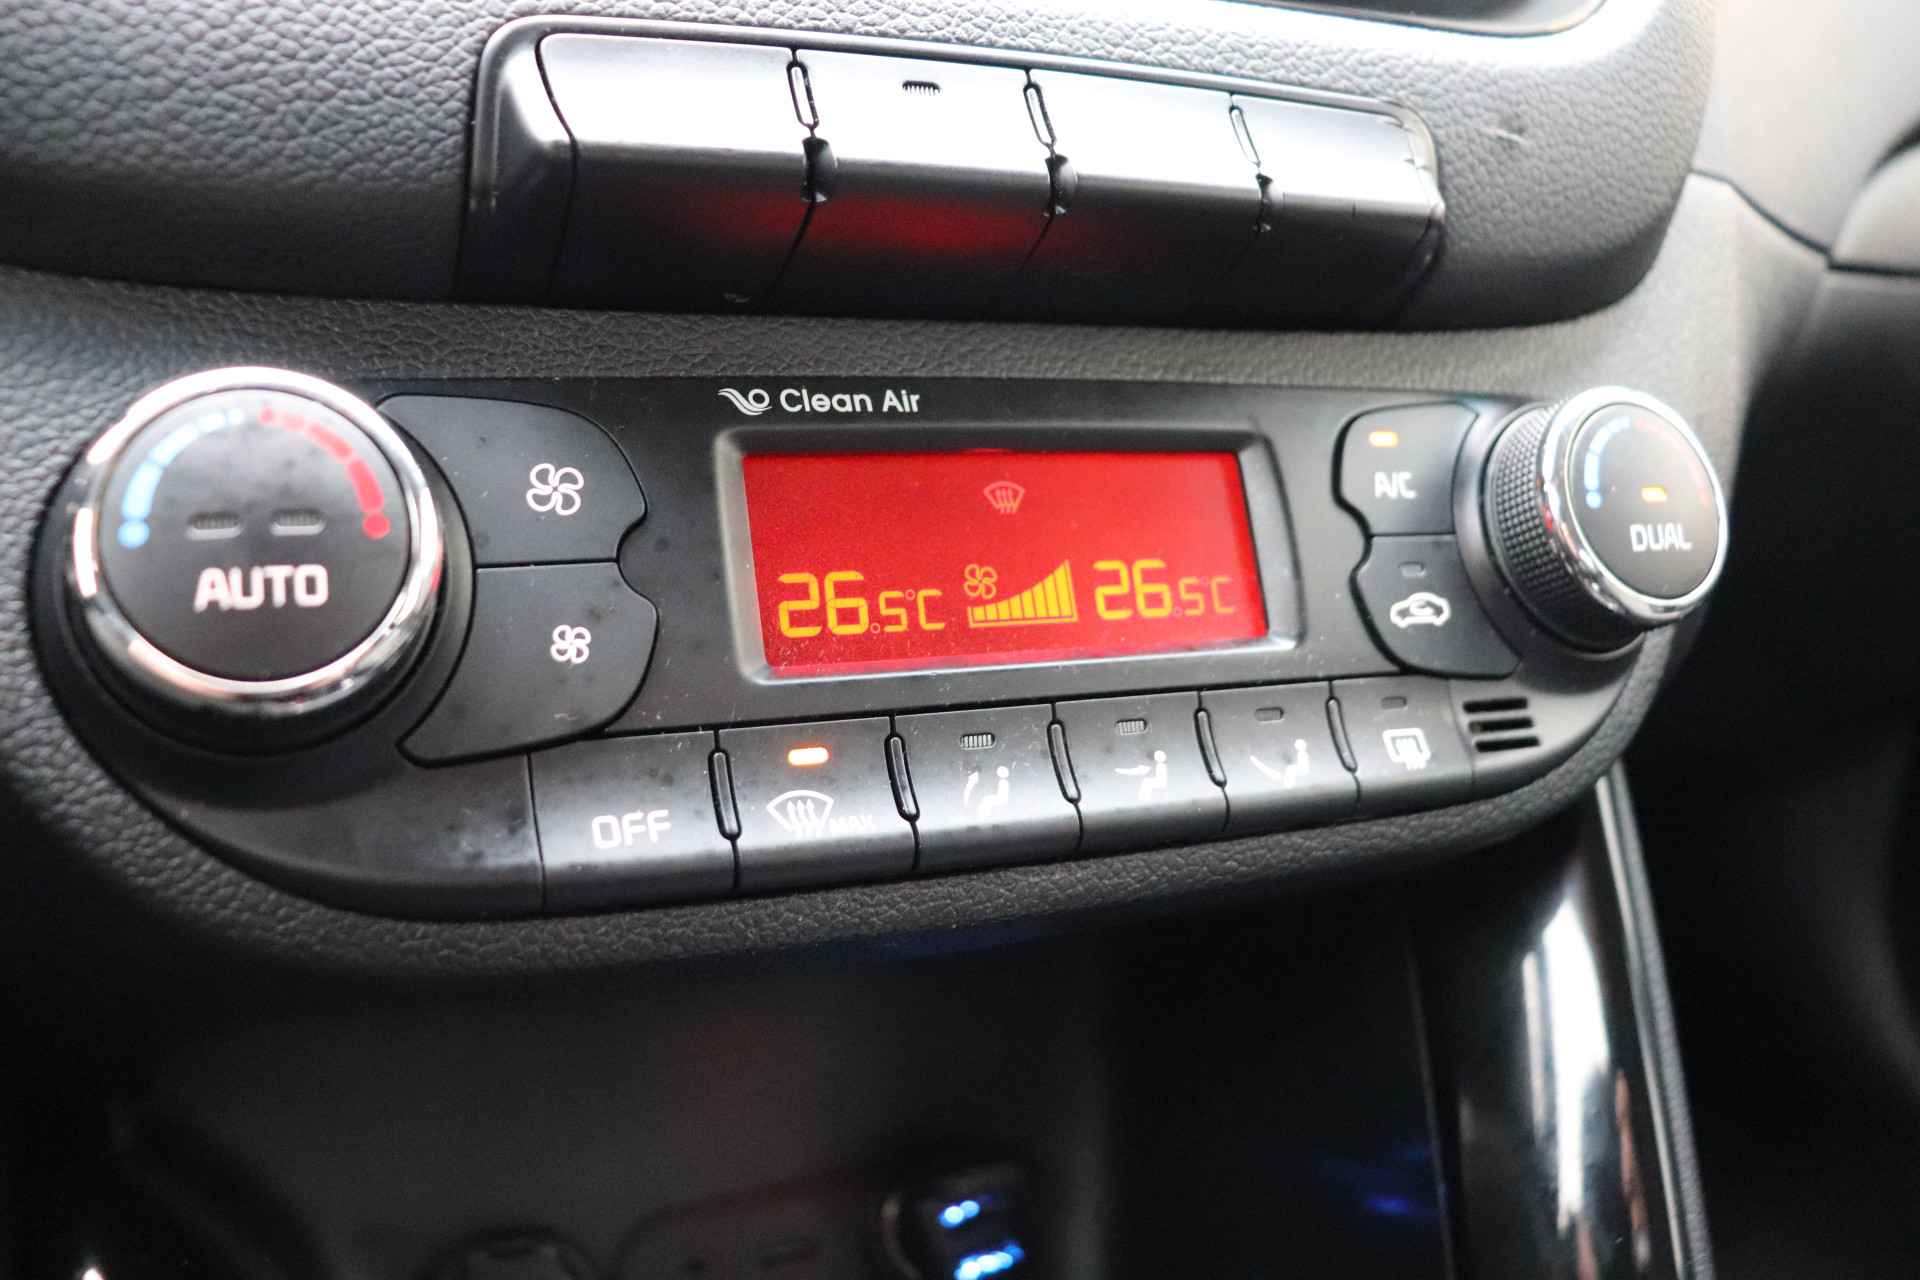 Clean Air
A/C
AUTO
DUAL
26.5°C 26.5°C
OFF
MAX